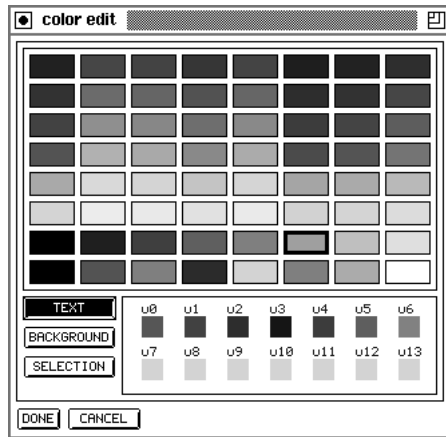 color edit
TEXT
BACKGROUND
SELECTION
u0 u1 u2 u3 u4 u5 u6
u7 u8 u9 u10 u11 u12 u13
DONE CANCEL